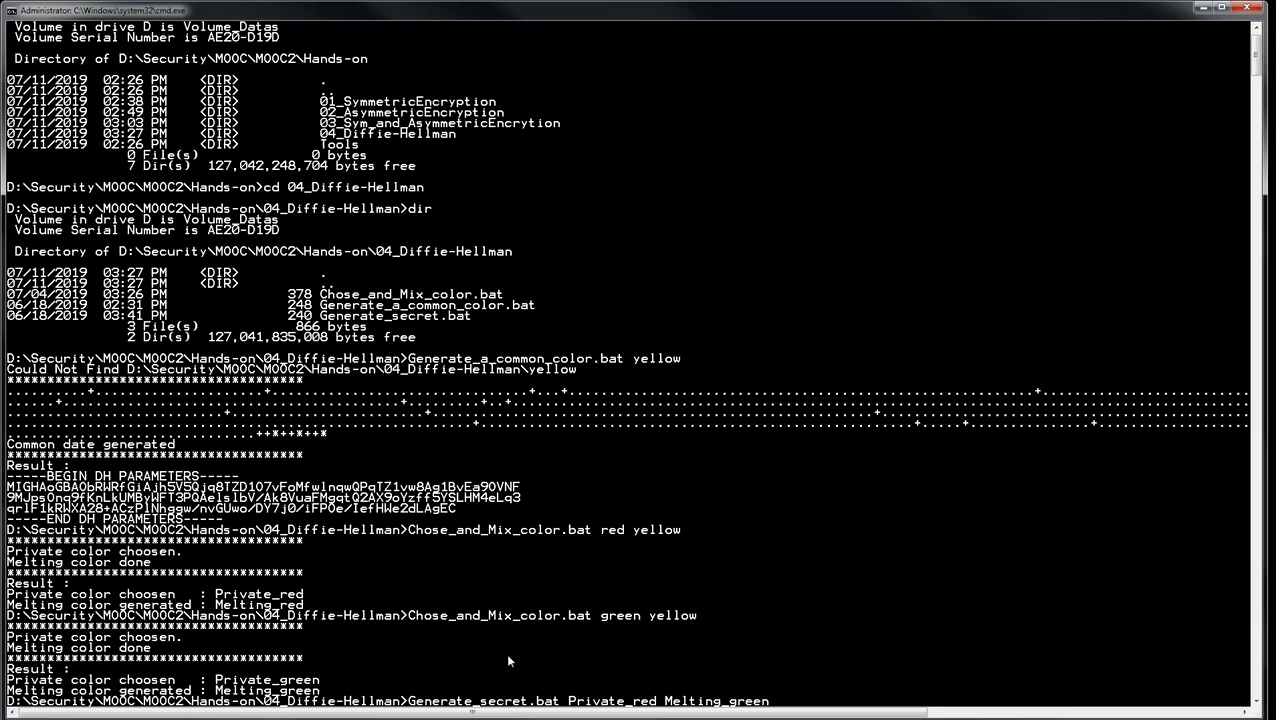 Administrator: C:\Windows\system32\cmd.exe
Volume in drive D is Volume_Datas
Volume Serial Number is AE20-D19D
Directory of D:\Security\MOOC\MOOC2\Hands-on
07/11/2019 02:26 PM <DIR> .
07/11/2019 02:26 PM <DIR> ..
07/11/2019 02:38 PM <DIR> 01_SymmetricEncryption
07/11/2019 02:49 PM <DIR> 02_AsymmetricEncryption
07/11/2019 03:03 PM <DIR> 03_Sym_and_AsymmetricEncrytion
07/11/2019 03:27 PM <DIR> 04_Diffie-Hellman
07/11/2019 02:26 PM <DIR> Tools
0 File(s) 0 bytes
7 Dir(s) 127,042,248,704 bytes free
D:\Security\MOOC\MOOC2\Hands-on>cd 04_Diffie-Hellman
D:\Security\MOOC\MOOC2\Hands-on\04_Diffie-Hellman>dir
Volume in drive D is Volume_Datas
Volume Serial Number is AE20-D19D
Directory of D:\Security\MOOC\MOOC2\Hands-on\04_Diffie-Hellman
07/11/2019 03:27 PM <DIR> .
07/11/2019 03:27 PM <DIR> ..
07/04/2019 03:26 PM 378 Chose_and_Mix_color.bat
06/18/2019 02:31 PM 248 Generate_a_common_color.bat
06/18/2019 03:41 PM 240 Generate_secret.bat
3 File(s) 866 bytes
2 Dir(s) 127,041,835,008 bytes free
D:\Security\MOOC\MOOC2\Hands-on\04_Diffie-Hellman>Generate_a_common_color.bat yellow
Could Not Find D:\Security\MOOC\MOOC2\Hands-on\04_Diffie-Hellman\yellow
*************************************
Common date generated
*************************************
Result :
-----BEGIN DH PARAMETERS-----
-----END DH PARAMETERS-----
D:\Security\MOOC\MOOC2\Hands-on\04_Diffie-Hellman>Chose_and_Mix_color.bat red yellow
*************************************
Private color choosen.
Melting color done
*************************************
Result :
Private color choosen : Private_red
Melting color generated : Melting_red
D:\Security\MOOC\MOOC2\Hands-on\04_Diffie-Hellman>Chose_and_Mix_color.bat green yellow
*************************************
Private color choosen.
Melting color done
*************************************
Result :
Private color choosen : Private_green
Melting color generated : Melting_green
D:\Security\MOOC\MOOC2\Hands-on\04_Diffie-Hellman>Generate_secret.bat Private_red Melting_green